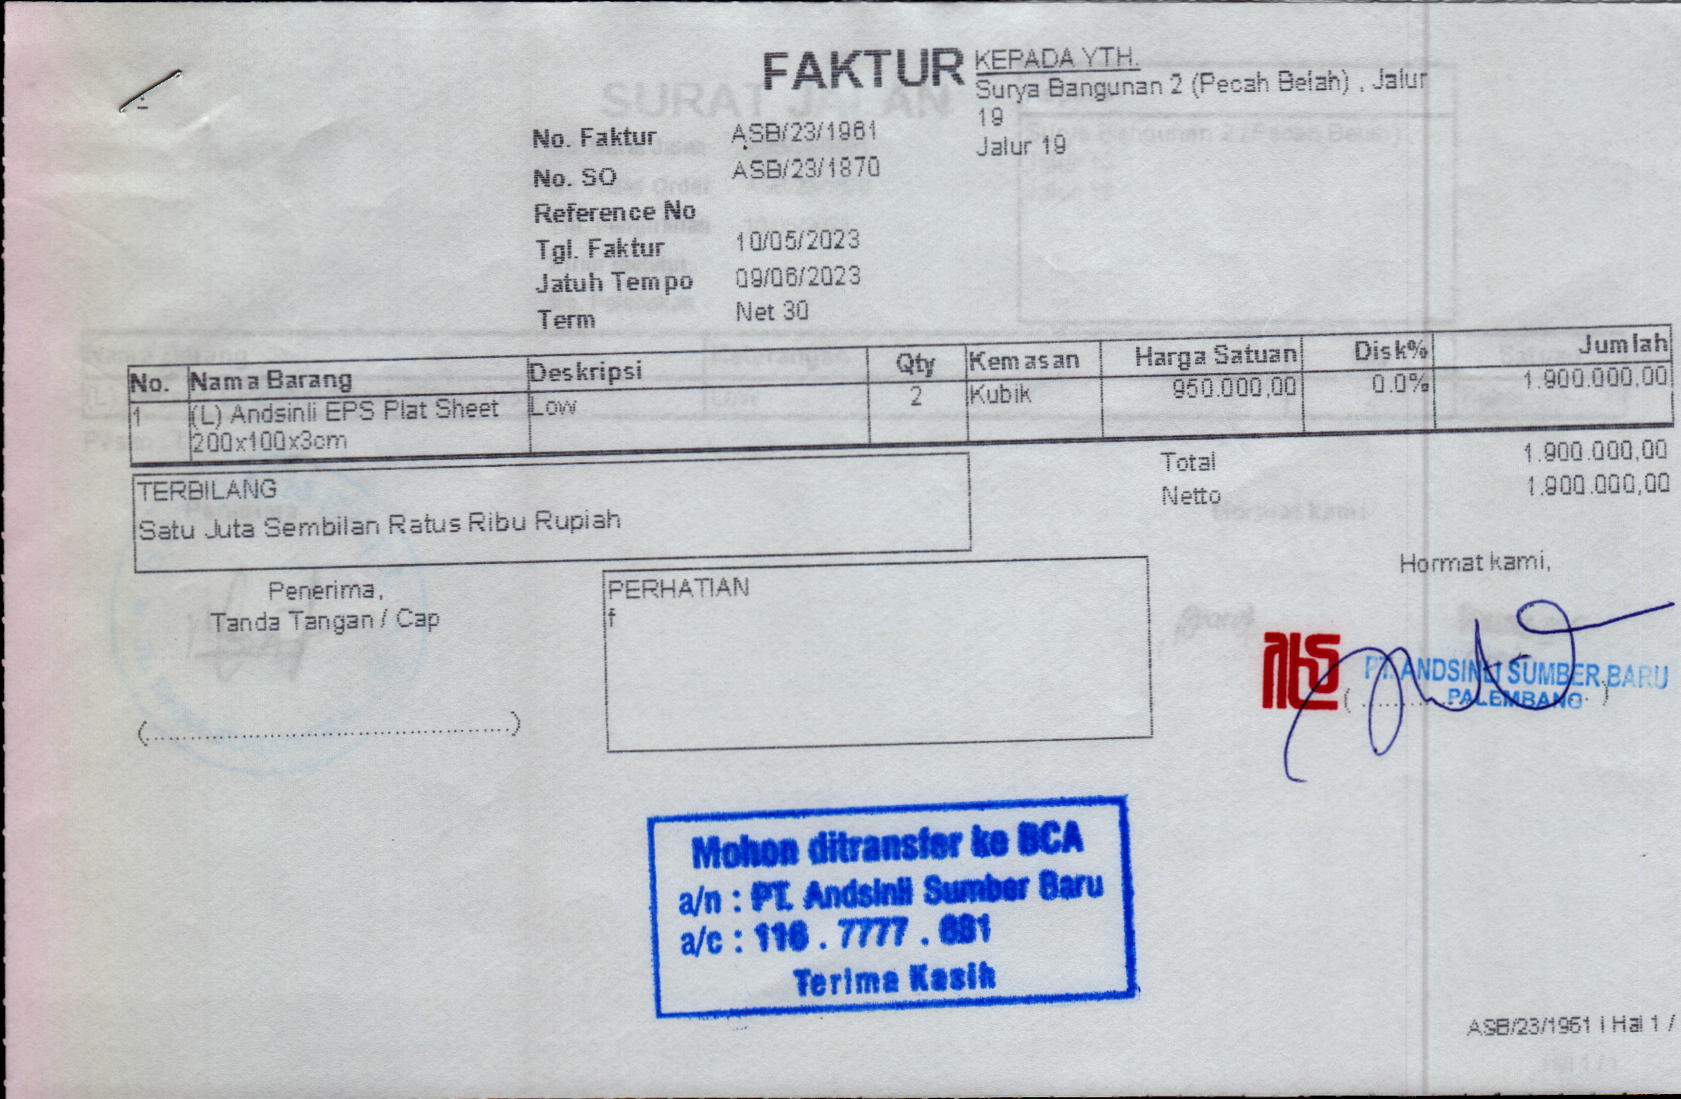 FAKTUR
KEPADA YTH.
Surya Bangunan 2 (Pecah Belah) , Jalur
19
Jalur 19
No. Faktur ASB/23/1961
No. SO ASB/23/1870
Reference No
Tgl. Faktur 10/05/2023
Jatuh Tempo 09/06/2023
Term Net 30
No. Nama Barang Deskripsi Qty Kemasan Harga Satuan Disk% Jumlah
1 (L) Andsinli EPS Plat Sheet Low 2 Kubik 950.000,00 0.0% 1.900.000,00
200x100x3cm
Total 1.900.000,00
Netto 1.900.000,00
TERBILANG
Satu Juta Sembilan Ratus Ribu Rupiah
Penerima,
Tanda Tangan / Cap
PERHATIAN
f
Hormat kami,
PT. ANDSINLI SUMBER BARU
PALEMBANG
Mohon ditransfer ke BCA
a/n : PT. Andsinli Sumber Baru
a/c : 116 . 7777 . 691
Terima Kasih
ASB/23/1961 | Hal 1 /